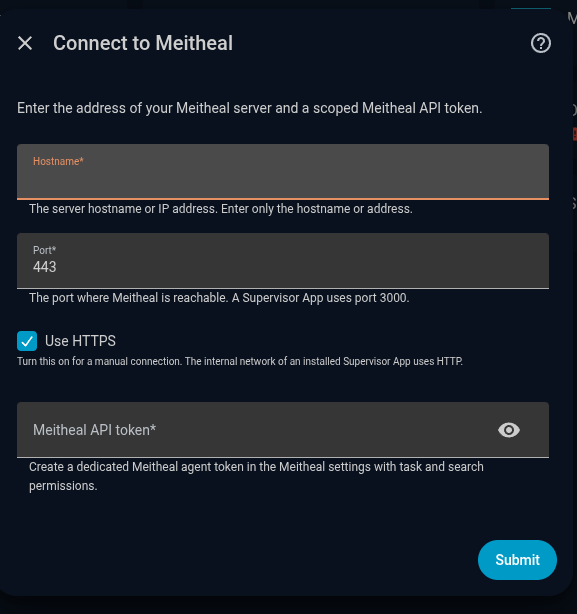 Connect to Meitheal
Enter the address of your Meitheal server and a scoped Meitheal API token.
Hostname*
The server hostname or IP address. Enter only the hostname or address.
Port*
443
The port where Meitheal is reachable. A Supervisor App uses port 3000.
Use HTTPS
Turn this on for a manual connection. The internal network of an installed Supervisor App uses HTTP.
Meitheal API token*
Create a dedicated Meitheal agent token in the Meitheal settings with task and search
permissions.
Submit